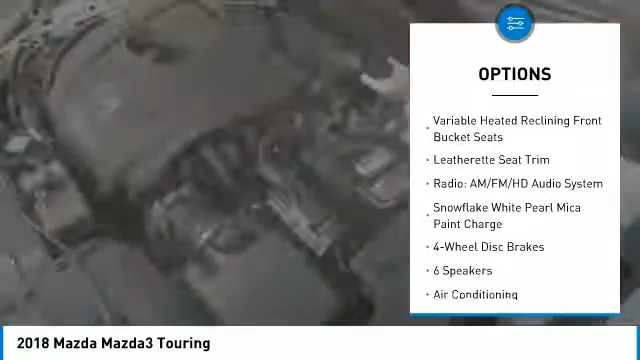 OPTIONS
Variable Heated Reclining Front
Bucket Seats
Leatherette Seat Trim
Radio: AM/FM/HD Audio System
Snowflake White Pearl Mica
Paint Charge
4-Wheel Disc Brakes
6 Speakers
Air Conditioning
2018 Mazda Mazda3 Touring